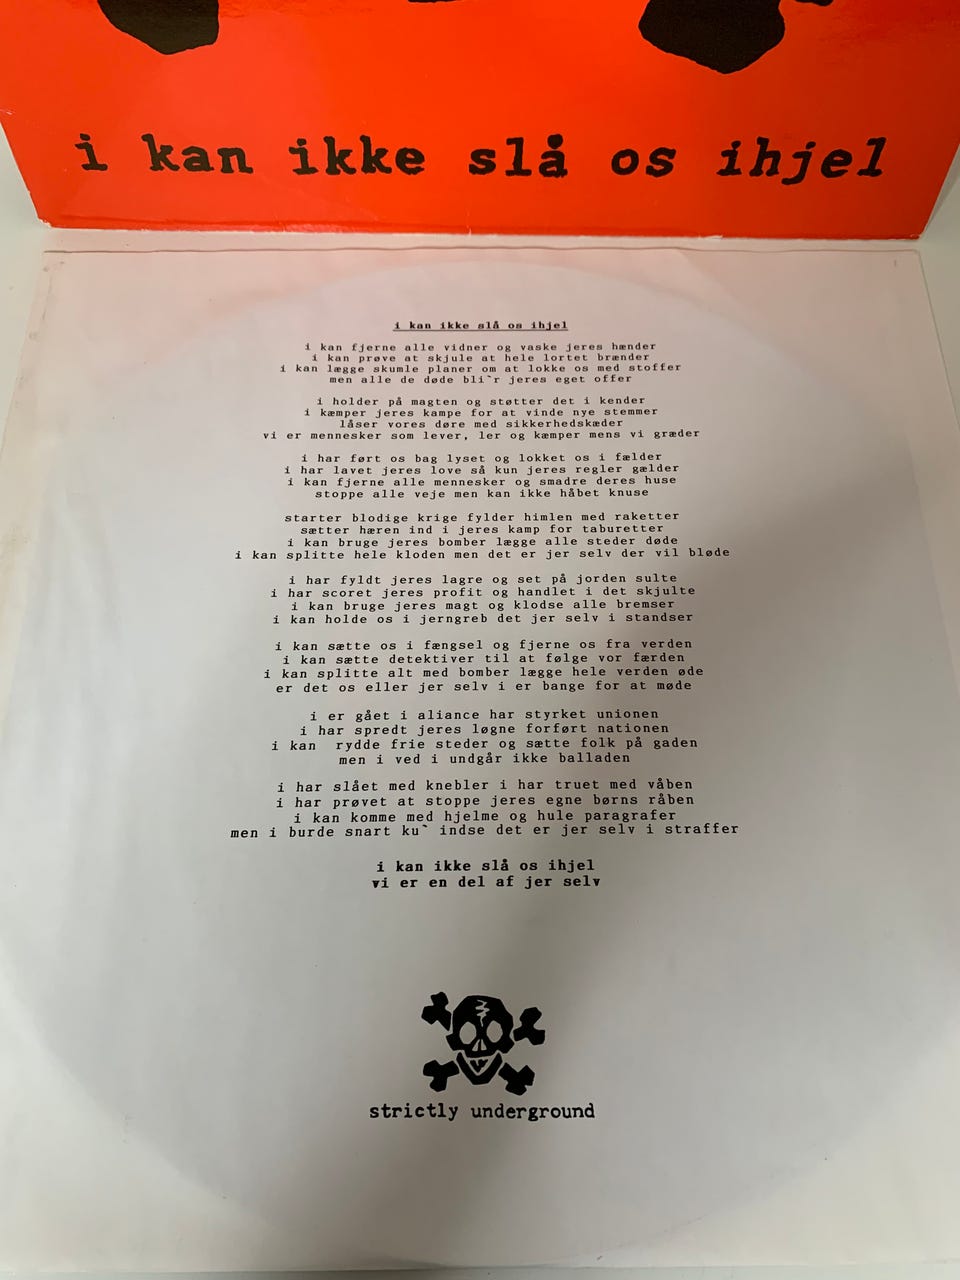 i kan ikke slå os ihjel
i kan ikke slå os ihjel
i kan fjerne alle vidner og vaske jeres hænder
i kan prøve at skjule at hele lortet brænder
i kan lægge skumle planer om at lokke os med stoffer
men alle de døde bli`r jeres eget offer
i holder på magten og støtter det i kender
i kæmper jeres kampe for at vinde nye stemmer
låser vores døre med sikkerhedskæder
vi er mennesker som lever, ler og kæmper mens vi græder
i har ført os bag lyset og lokket os i fælder
i har lavet jeres love så kun jeres regler gælder
i kan fjerne alle mennesker og smadre deres huse
stoppe alle veje men kan ikke håbet knuse
starter blodige krige fylder himlen med raketter
sætter hæren ind i jeres kamp for taburetter
i kan bruge jeres bomber lægge alle steder døde
i kan splitte hele kloden men det er jer selv der vil bløde
i har fyldt jeres lagre og set på jorden sulte
i har scoret jeres profit og handlet i det skjulte
i kan bruge jeres magt og klodse alle bremser
i kan holde os i jerngreb det jer selv i standser
i kan sætte os i fængsel og fjerne os fra verden
i kan sætte detektiver til at følge vor færden
i kan splitte alt med bomber lægge hele verden øde
er det os eller jer selv i er bange for at møde
i er gået i aliance har styrket unionen
i har spredt jeres løgne forført nationen
i kan rydde frie steder og sætte folk på gaden
men i ved i undgår ikke balladen
i har slået med knebler i har truet med våben
i har prøvet at stoppe jeres egne børns råben
i kan komme med hjelme og hule paragrafer
men i burde snart ku` indse det er jer selv i straffer
i kan ikke slå os ihjel
vi er en del af jer selv
strictly underground